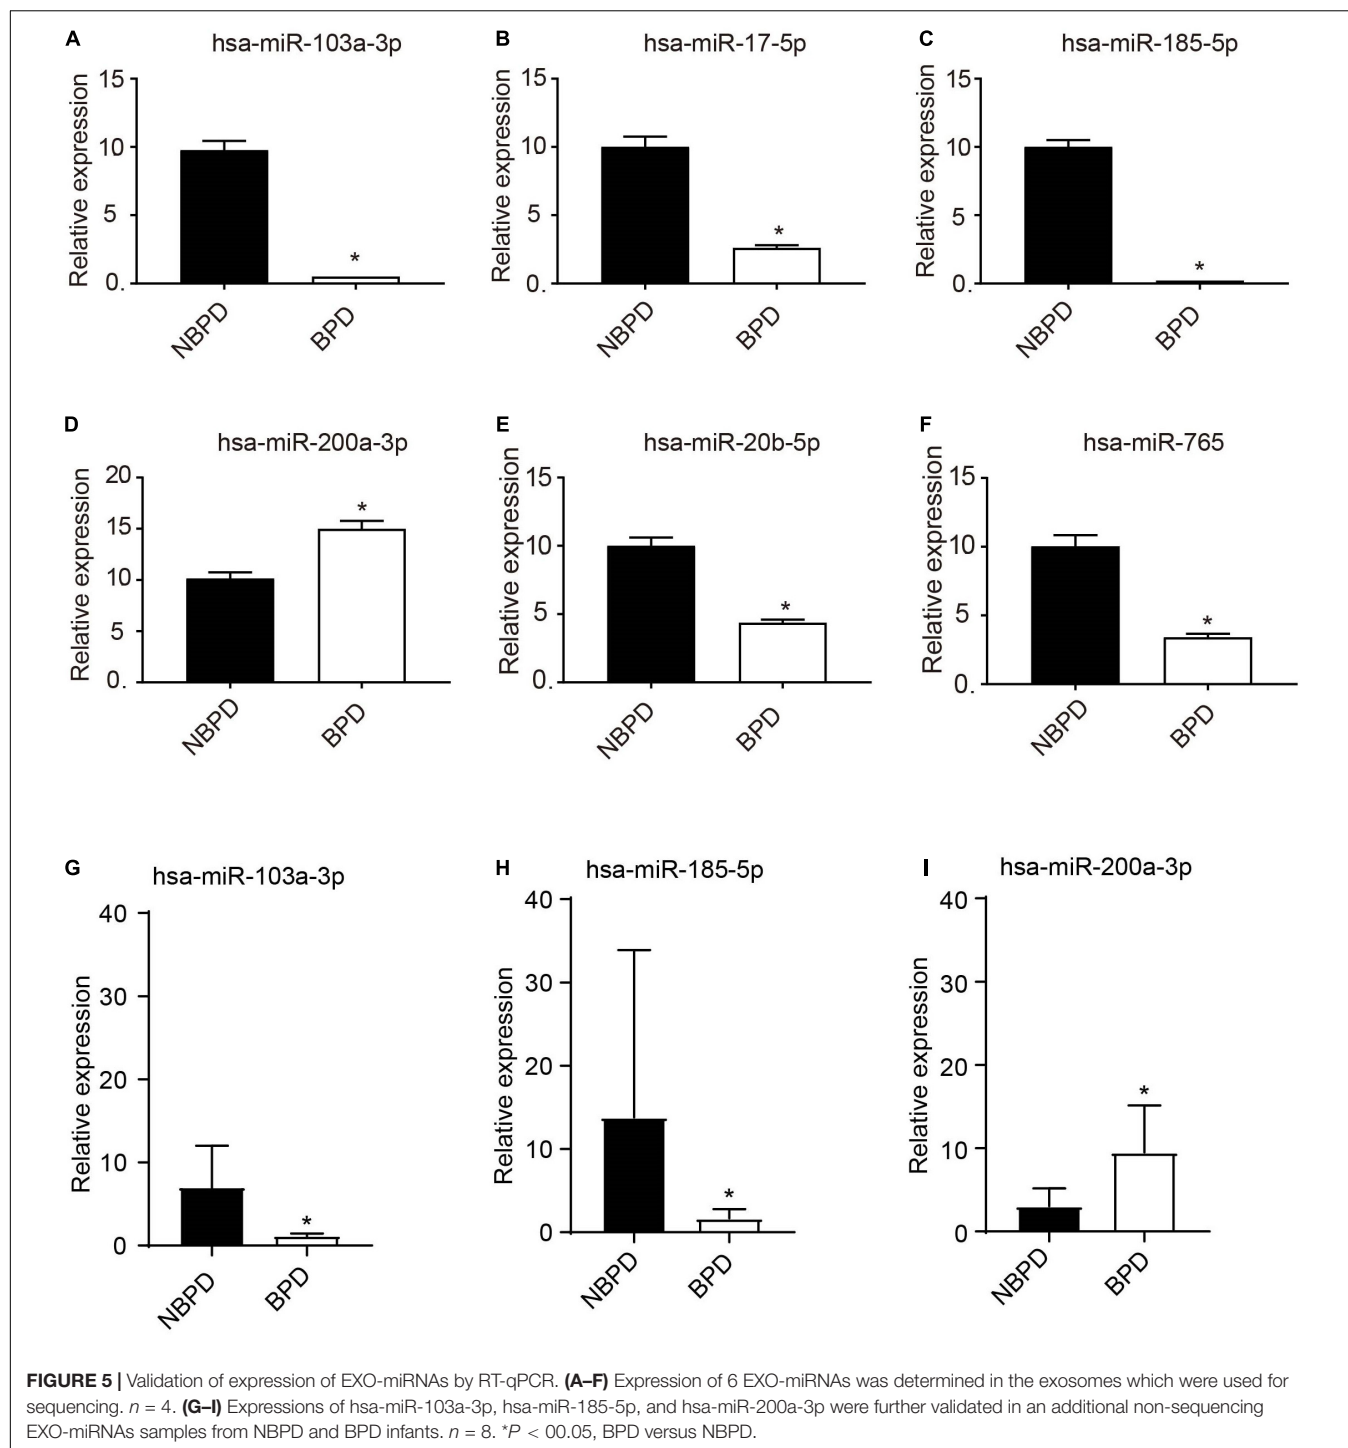 A hsa-miR-103a-3p
Relative expression
15
10
5
0.
NBPD
BPD
*
B hsa-miR-17-5p
Relative expression
15
10
5
0.
NBPD
BPD
*
C hsa-miR-185-5p
Relative expression
15
10
5
0.
NBPD
BPD
*
D hsa-miR-200a-3p
Relative expression
20
15
10
5
0.
NBPD
BPD
*
E hsa-miR-20b-5p
Relative expression
15
10
5
0.
NBPD
BPD
*
F hsa-miR-765
Relative expression
15
10
5
0.
NBPD
BPD
*
G hsa-miR-103a-3p
Relative expression
40
30
20
10
0
NBPD
BPD
*
H hsa-miR-185-5p
Relative expression
40
30
20
10
0
NBPD
BPD
*
I hsa-miR-200a-3p
Relative expression
40
30
20
10
0
NBPD
BPD
*
FIGURE 5 | Validation of expression of EXO-miRNAs by RT-qPCR. (A–F) Expression of 6 EXO-miRNAs was determined in the exosomes which were used for
sequencing. n = 4. (G–I) Expressions of hsa-miR-103a-3p, hsa-miR-185-5p, and hsa-miR-200a-3p were further validated in an additional non-sequencing
EXO-miRNAs samples from NBPD and BPD infants. n = 8. *P < 00.05, BPD versus NBPD.